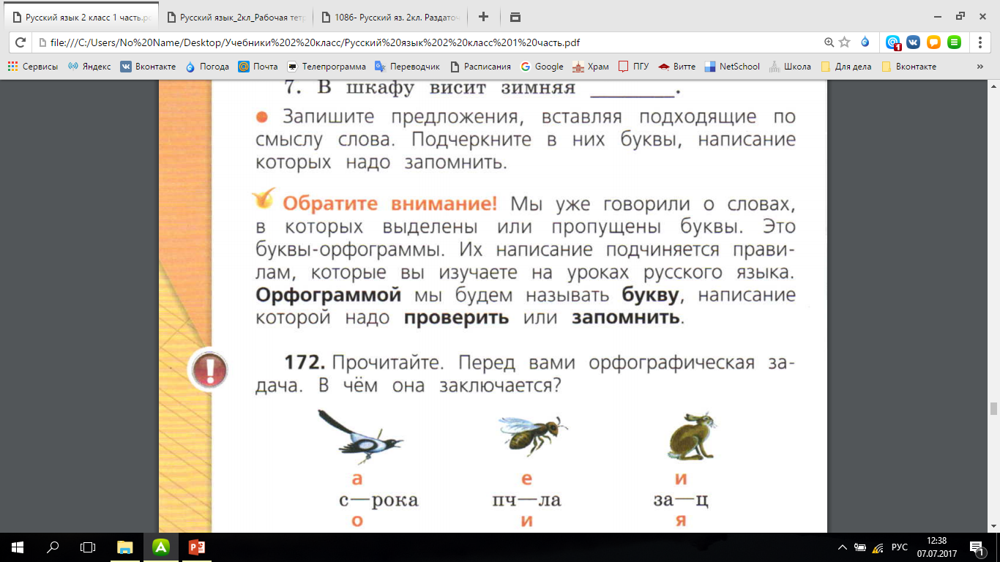 Русский язык 2 класс 1 часть.pd
Русский язык_2кл_Рабочая тетр
1086- Русский яз. 2кл. Раздаточ
file:///C:/Users/No%20Name/Desktop/Учебники%202%20класс/Русский%20язык%202%20класс%201%20часть.pdf
1
Сервисы Яндекс Вконтакте Погода Почта Телепрограмма Переводчик Расписания Google Храм ПГУ Витте NetSchool Школа Для дела Вконтакте »
7. В шкафу висит зимняя ________.
Запишите предложения, вставляя подходящие по
смыслу слова. Подчеркните в них буквы, написание
которых надо запомнить.
Обратите внимание! Мы уже говорили о словах,
в которых выделены или пропущены буквы. Это
буквы-орфограммы. Их написание подчиняется прави-
лам, которые вы изучаете на уроках русского языка.
Орфограммой мы будем называть букву, написание
которой надо проверить или запомнить.
!
172. Прочитайте. Перед вами орфографическая за-
дача. В чём она заключается?
а е и
с—рока пч—ла за—ц
о и я
РУС
12:38
07.07.2017
1